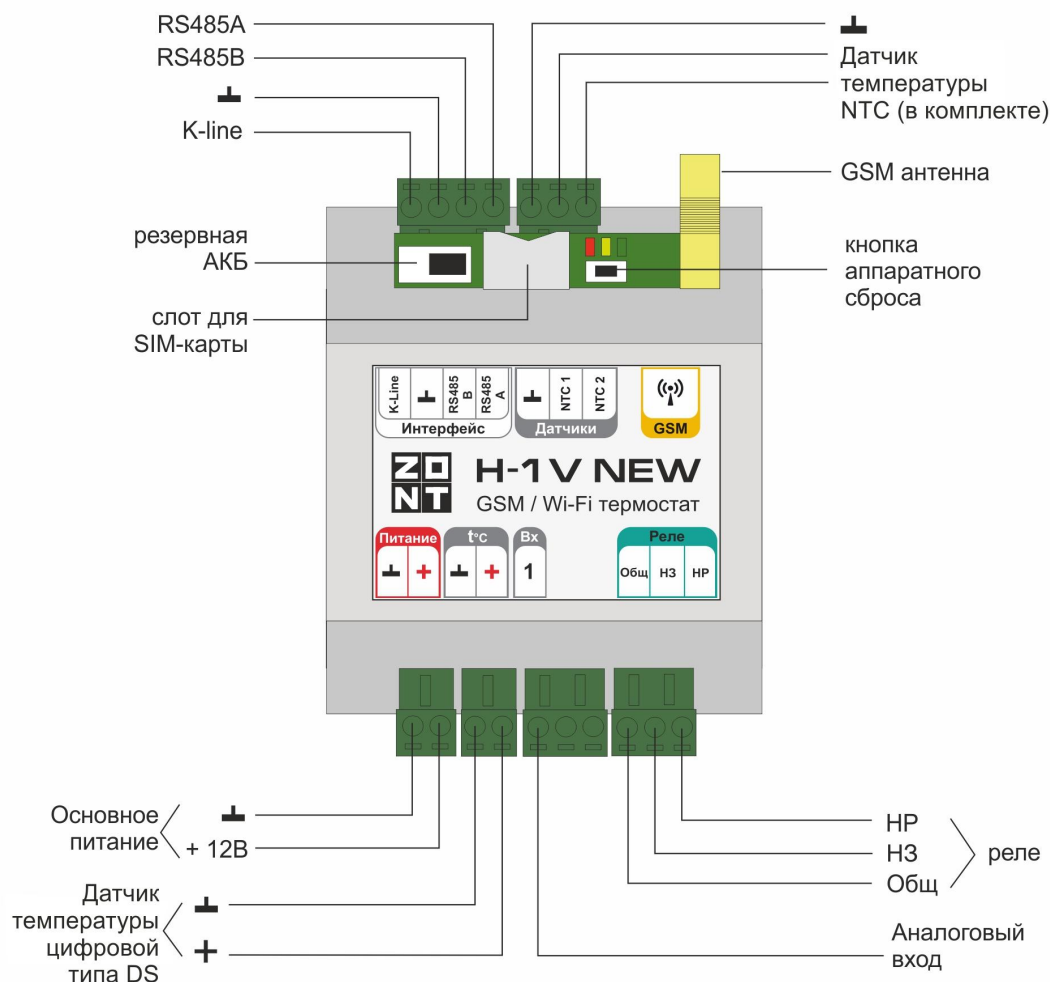 RS485A
RS485B
K-line
Датчик
температуры
NTC (в комплекте)
GSM антенна
резервная
АКБ
кнопка
аппаратного
сброса
слот для
SIM-карты
K-Line
RS485 B
RS485 A
NTC 1
NTC 2
Интерфейс
Датчики
GSM
ZONT
H-1V NEW
GSM / Wi-Fi термостат
Питание
t°C
Вх
Реле
+
+
1
Общ
НЗ
НР
Основное
питание
+ 12В
Датчик
температуры
цифровой
типа DS
+
НР
НЗ
Общ
реле
Аналоговый
вход